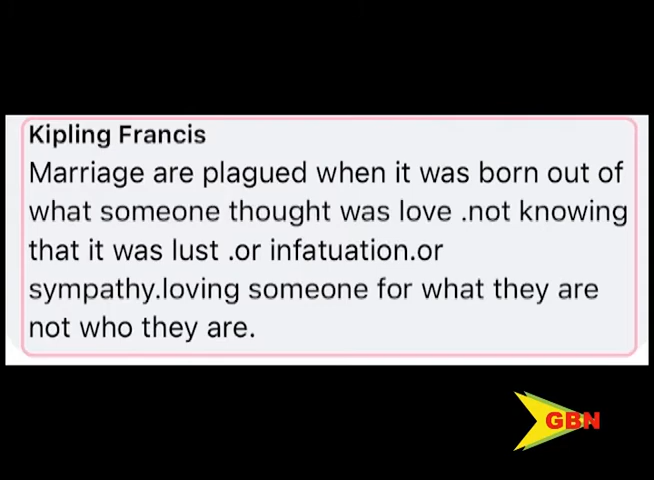 Kipling Francis
Marriage are plagued when it was born out of
what someone thought was love .not knowing
that it was lust .or infatuation.or
sympathy.loving someone for what they are
not who they are.
GBN